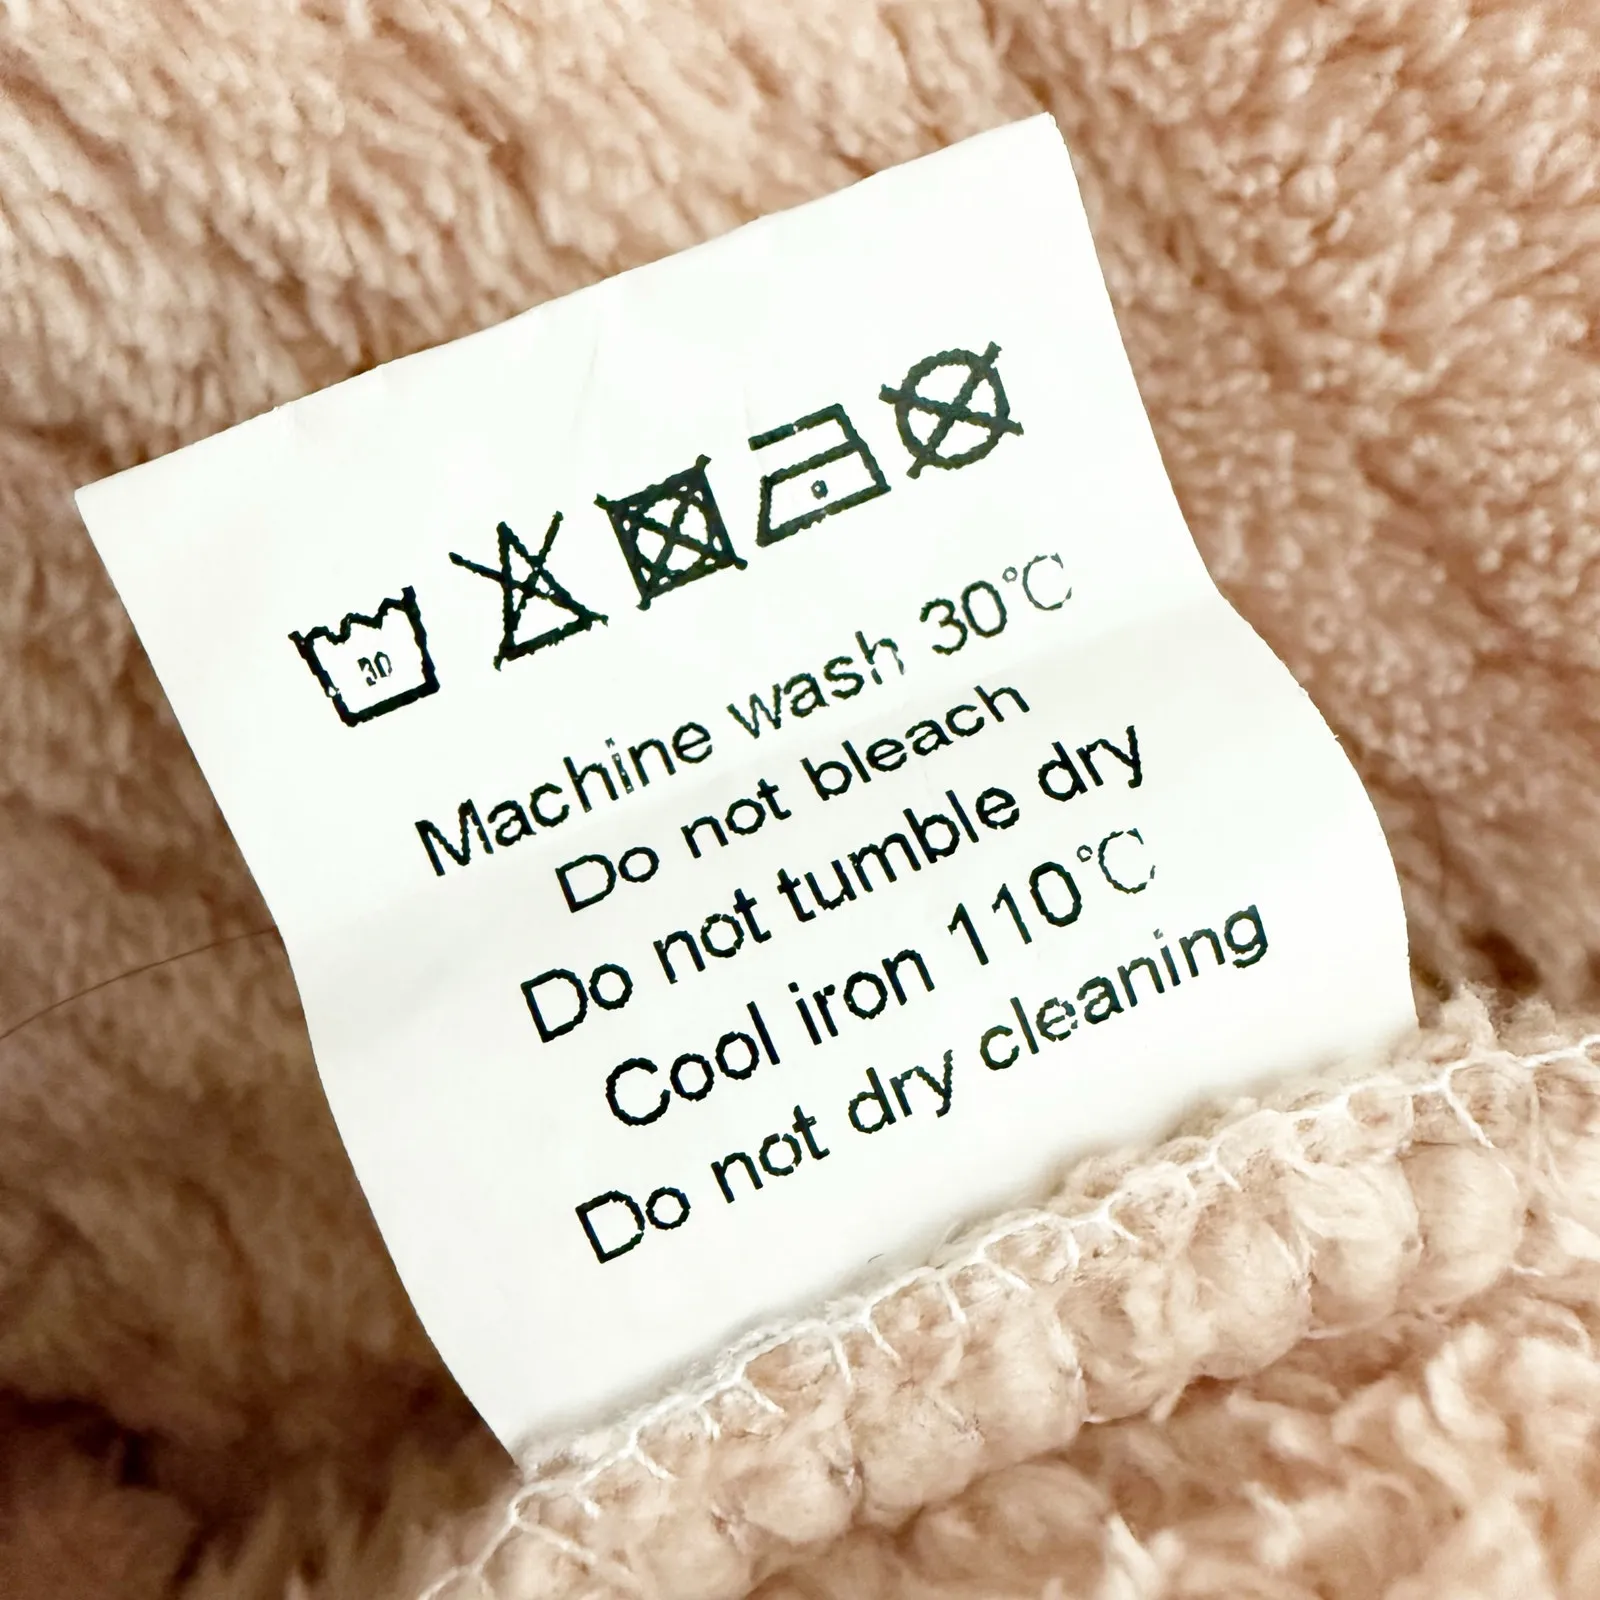 30
Machine wash 30℃
Do not bleach
Do not tumble dry
Cool iron 110℃
Do not dry cleaning